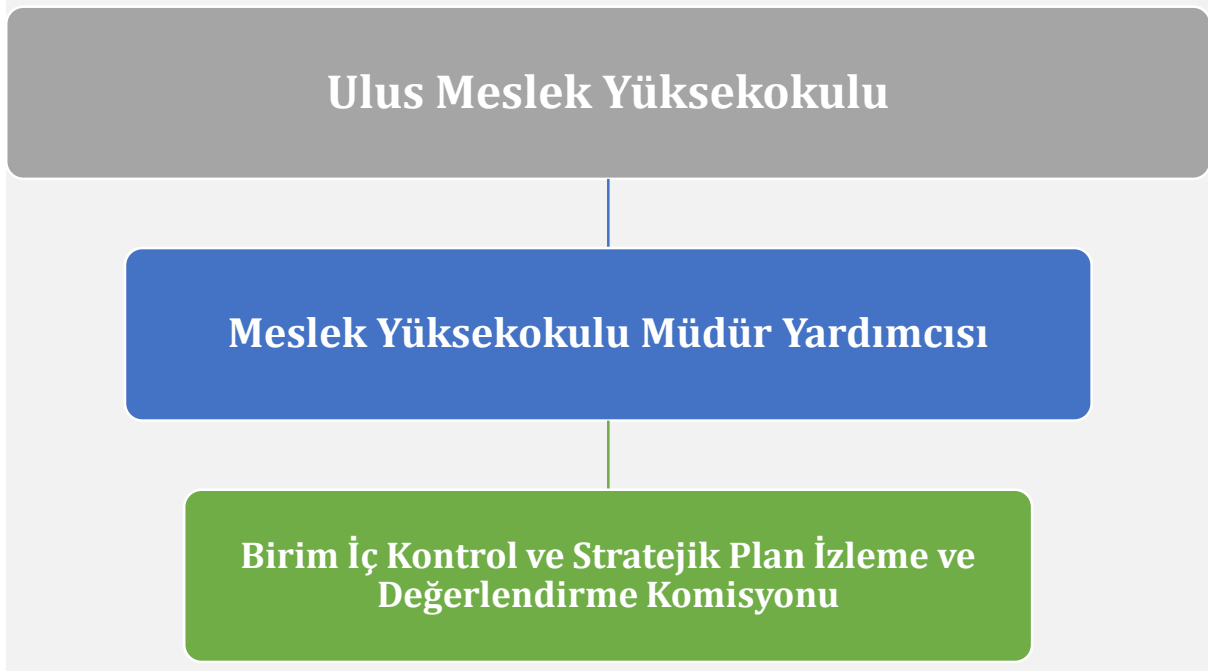 Ulus Meslek Yüksekokulu
Meslek Yüksekokulu Müdür Yardımcısı
Birim İç Kontrol ve Stratejik Plan İzleme ve
Değerlendirme Komisyonu